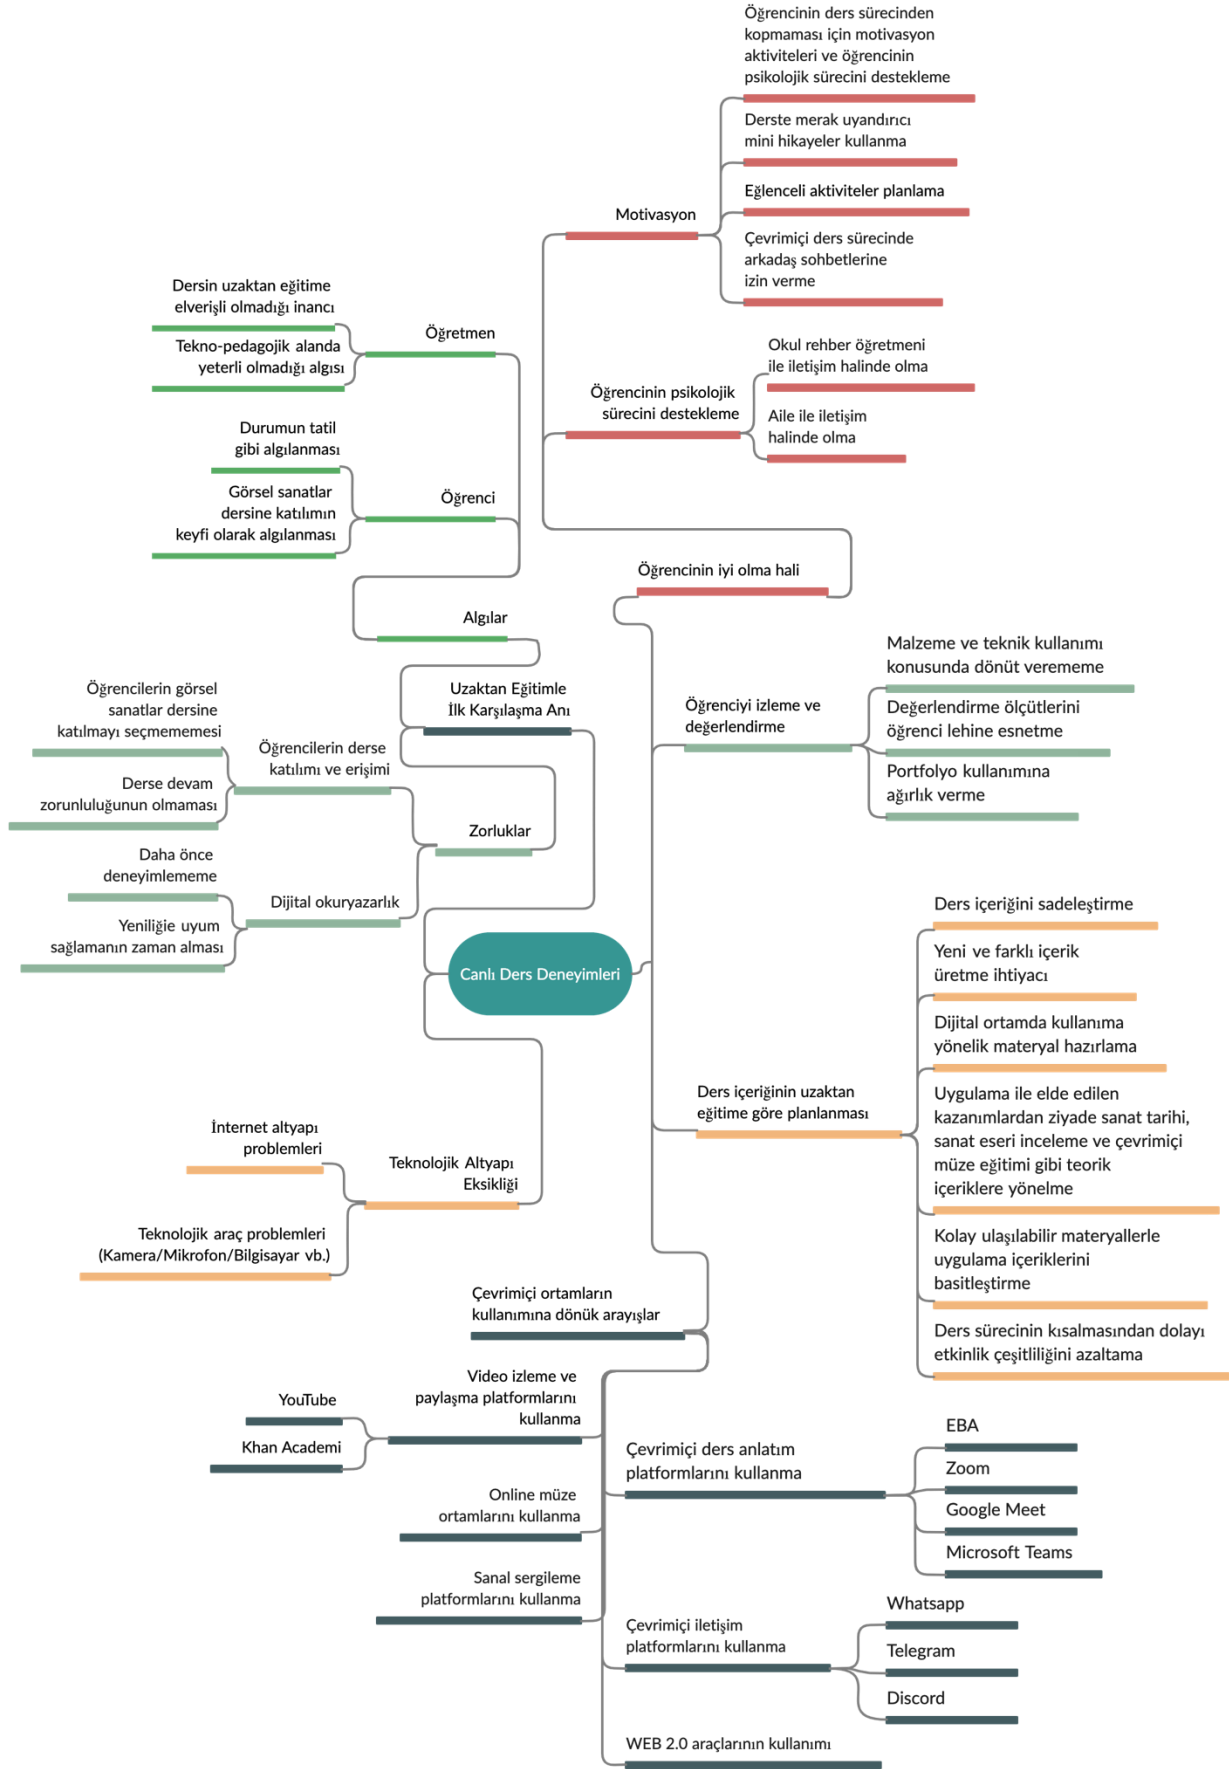 Öğrencinin ders sürecinden
kopmaması için motivasyon
aktiviteleri ve öğrencinin
psikolojik sürecini destekleme
Derste merak uyandırıcı
mini hikayeler kullanma
Eğlenceli aktiviteler planlama
Motivasyon
Çevrimiçi ders sürecinde
arkadaş sohbetlerine
izin verme
Dersin uzaktan eğitime
elverişli olmadığı inancı
Öğretmen
Tekno-pedagojik alanda
yeterli olmadığı algısı
Okul rehber öğretmeni
ile iletişim halinde olma
Öğrencinin psikolojik
sürecini destekleme
Aile ile iletişim
halinde olma
Durumun tatil
gibi algılanması
Öğrenci
Görsel sanatlar
dersine katılımın
keyfi olarak algılanması
Öğrencinin iyi olma hali
Algılar
Malzeme ve teknik kullanımı
konusunda dönüt verememe
Öğrenciyi izleme ve
değerlendirme
Değerlendirme ölçütlerini
öğrenci lehine esnetme
Portfolyo kullanımına
ağırlık verme
Uzaktan Eğitimle
İlk Karşılaşma Anı
Öğrencilerin görsel
sanatlar dersine
katılmayı seçmememesi
Öğrencilerin derse
katılımı ve erişimi
Derse devam
zorunluluğunun olmaması
Zorluklar
Daha önce
deneyimlememe
Dijital okuryazarlık
Yeniliğie uyum
sağlamanın zaman alması
Canlı Ders Deneyimleri
Ders içeriğini sadeleştirme
Yeni ve farklı içerik
üretme ihtiyacı
Dijital ortamda kullanıma
yönelik materyal hazırlama
Ders içeriğinin uzaktan
eğitime göre planlanması
Uygulama ile elde edilen
kazanımlardan ziyade sanat tarihi,
sanat eseri inceleme ve çevrimiçi
müze eğitimi gibi teorik
içeriklere yönelme
Kolay ulaşılabilir materyallerle
uygulama içeriklerini
basitleştirme
Ders sürecinin kısalmasından dolayı
etkinlik çeşitliliğini azaltama
İnternet altyapı
problemleri
Teknolojik Altyapı
Eksikliği
Teknolojik araç problemleri
(Kamera/Mikrofon/Bilgisayar vb.)
Çevrimiçi ortamların
kullanımına dönük arayışlar
Video izleme ve
paylaşma platformlarını
kullanma
YouTube
Khan Academi
Online müze
ortamlarını kullanma
Sanal sergileme
platformlarını kullanma
Çevrimiçi ders anlatım
platformlarını kullanma
EBA
Zoom
Google Meet
Microsoft Teams
Çevrimiçi iletişim
platformlarını kullanma
Whatsapp
Telegram
Discord
WEB 2.0 araçlarının kullanımı